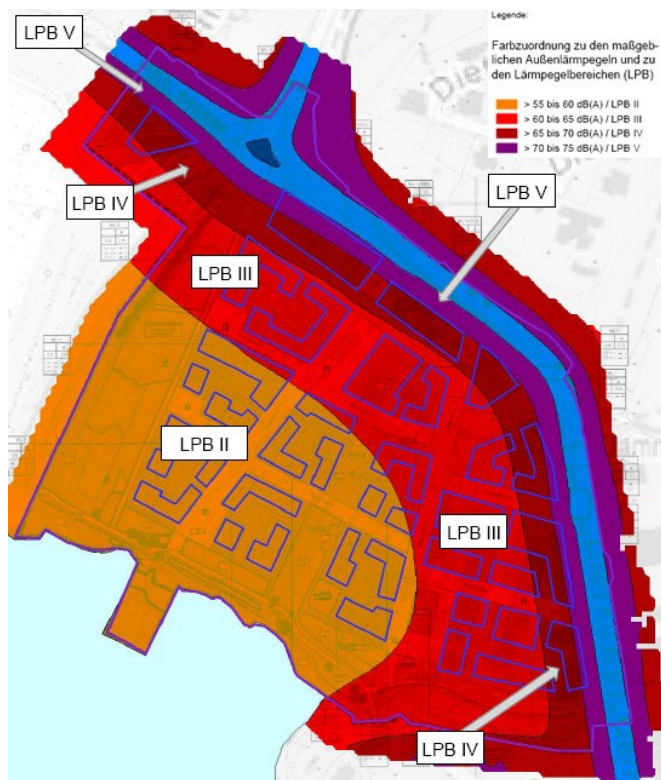 Legende:
Farbzuordnung zu den maßgeb-
lichen Außenlärmpegeln und zu
den Lärmpegelbereichen (LPB)
> 55 bis 60 dB(A) / LPB II
> 60 bis 65 dB(A) / LPB III
> 65 bis 70 dB(A) / LPB IV
> 70 bis 75 dB(A) / LPB V
LPB V
LPB IV
LPB V
LPB III
LPB II
LPB III
LPB IV